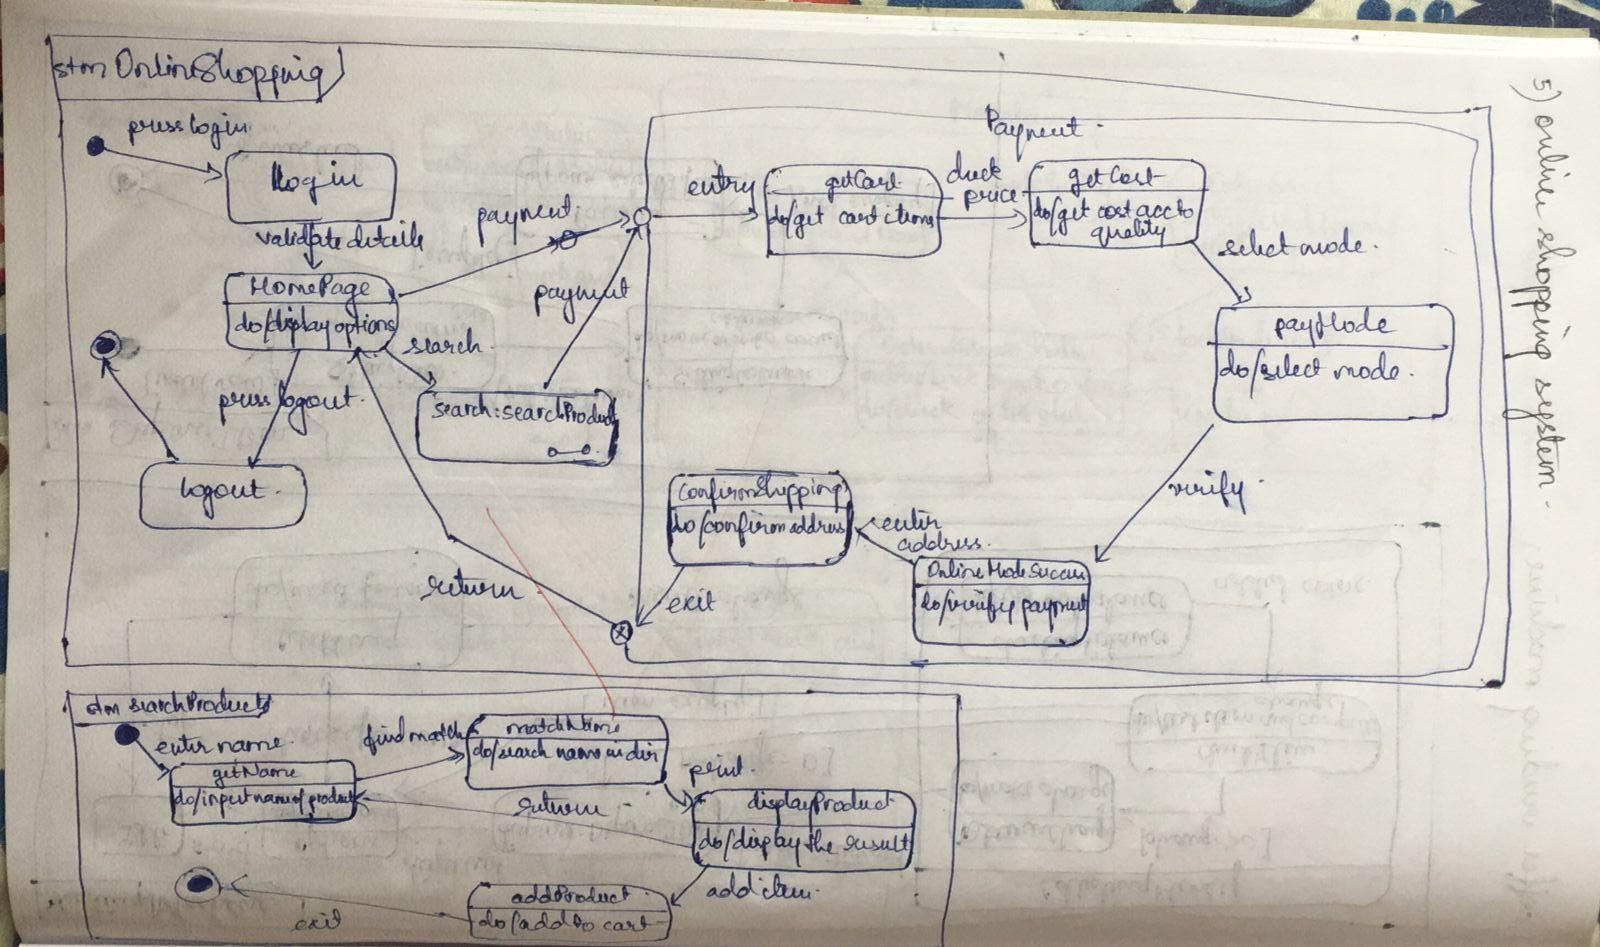 5) online shopping system.
stm OnlineShopping
press login
Login
validate details
HomePage
do/display options
payment
payment
search
search:searchProduct
press logout.
logout.
return
Payment
entry
getCart
do/get cart items
check
price
getCost
do/get cost acc to
quality
select mode.
payMode
do/select mode.
verify
OnlineModeSuccess
do/verify payment
enter
address
ConfirmShipping
do/confirm address
exit
stm searchProducts
enter name.
getName
do/input name of product
find match
matchName
do/search name in dir
print
displayProduct
do/display the result
return
add item.
addProduct
do/add to cart
exit